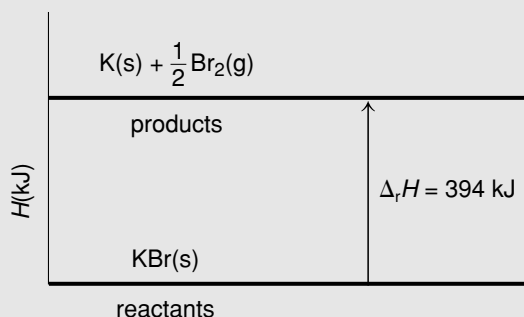 K(s) + 1/2 Br₂(g)
products
H(kJ)
ΔᵣH = 394 kJ
KBr(s)
reactants